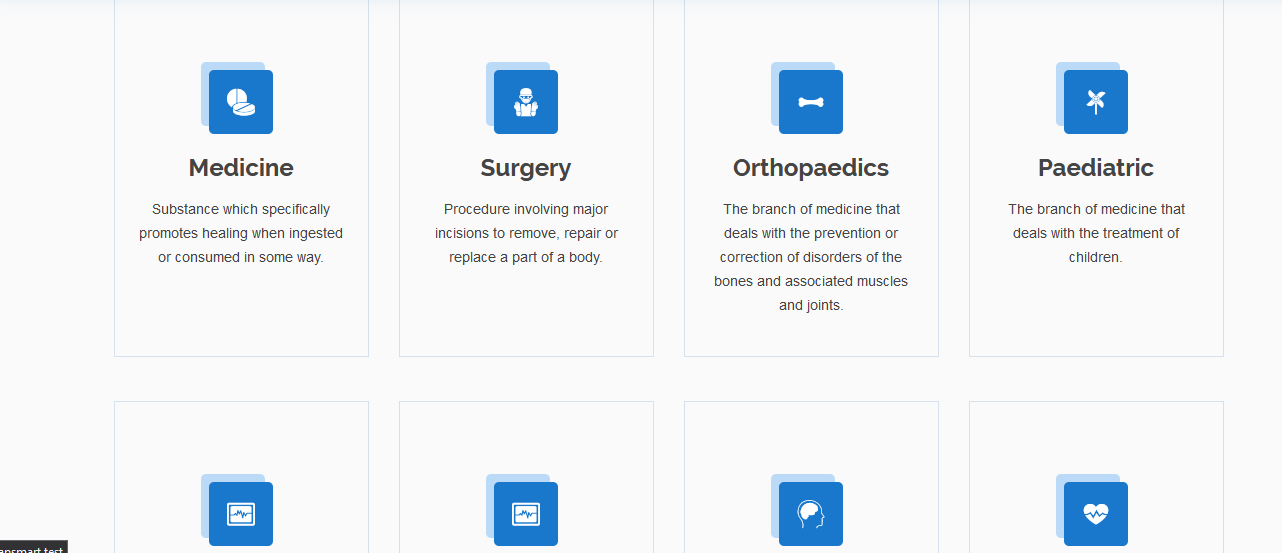 Medicine
Substance which specifically
promotes healing when ingested
or consumed in some way.
Surgery
Procedure involving major
incisions to remove, repair or
replace a part of a body.
Orthopaedics
The branch of medicine that
deals with the prevention or
correction of disorders of the
bones and associated muscles
and joints.
Paediatric
The branch of medicine that
deals with the treatment of
children.